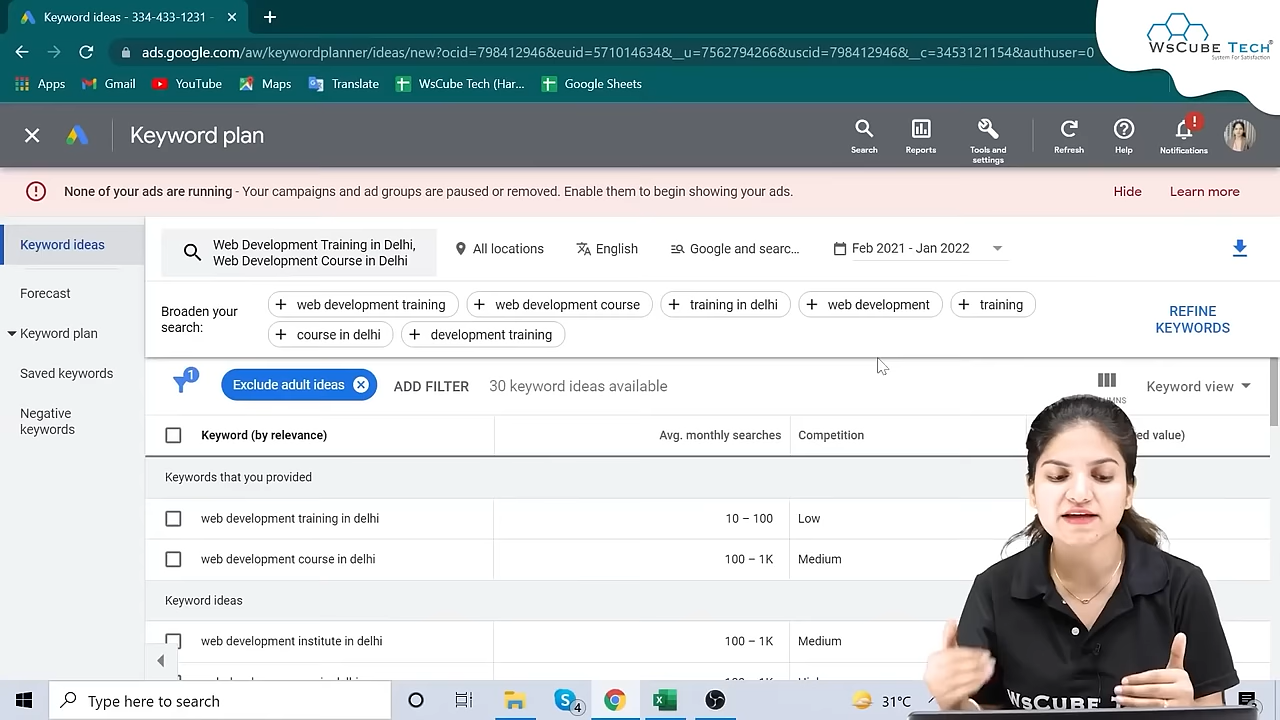 Keyword ideas - 334-433-1231 -
WsCube Tech®
System For Satisfaction
ads.google.com/aw/keywordplanner/ideas/new?ocid=798412946&euid=571014634&__u=7562794266&uscid=798412946&__c=3453121154&authuser=0
Apps Gmail YouTube Maps Translate WsCube Tech (Har... Google Sheets
Keyword plan
Search Reports Tools and settings Refresh Help Notifications
None of your ads are running - Your campaigns and ad groups are paused or removed. Enable them to begin showing your ads. Hide Learn more
Keyword ideas
Forecast
Keyword plan
Saved keywords
Negative
keywords
Web Development Training in Delhi,
Web Development Course in Delhi
All locations English Google and searc... Feb 2021 - Jan 2022
Broaden your
search:
web development training web development course training in delhi web development training
course in delhi development training
REFINE
KEYWORDS
1 Exclude adult ideas ADD FILTER 30 keyword ideas available Keyword view
Keyword (by relevance) Avg. monthly searches Competition value)
Keywords that you provided
web development training in delhi 10 – 100 Low
web development course in delhi 100 – 1K Medium
Keyword ideas
web development institute in delhi 100 – 1K Medium
Type here to search 4 31°C
WSCUBE TECH